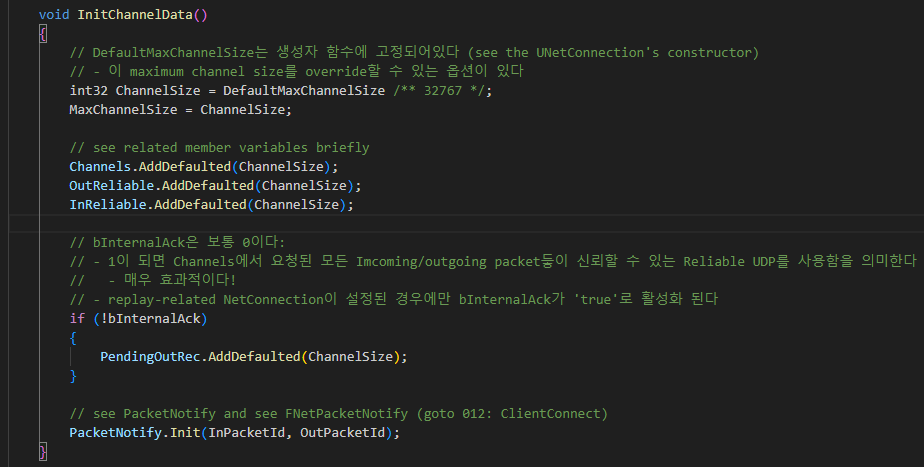 void InitChannelData()
{
// DefaultMaxChannelSize는 생성자 함수에 고정되어있다 (see the UNetConnection's constructor)
// - 이 maximum channel size를 override할 수 있는 옵션이 있다
int32 ChannelSize = DefaultMaxChannelSize /** 32767 */;
MaxChannelSize = ChannelSize;
// see related member variables briefly
Channels.AddDefaulted(ChannelSize);
OutReliable.AddDefaulted(ChannelSize);
InReliable.AddDefaulted(ChannelSize);
// bInternalAck은 보통 0이다:
// - 1이 되면 Channels에서 요청된 모든 Imcoming/outgoing packet둘이 신뢰할 수 있는 Reliable UDP를 사용함을 의미한다
//   - 매우 효과적이다!
// - replay-related NetConnection이 설정된 경우에만 bInternalAck가 'true'로 활성화 된다
if (!bInternalAck)
{
PendingOutRec.AddDefaulted(ChannelSize);
}
// see PacketNotify and see FNetPacketNotify (goto 012: ClientConnect)
PacketNotify.Init(InPacketId, OutPacketId);
}